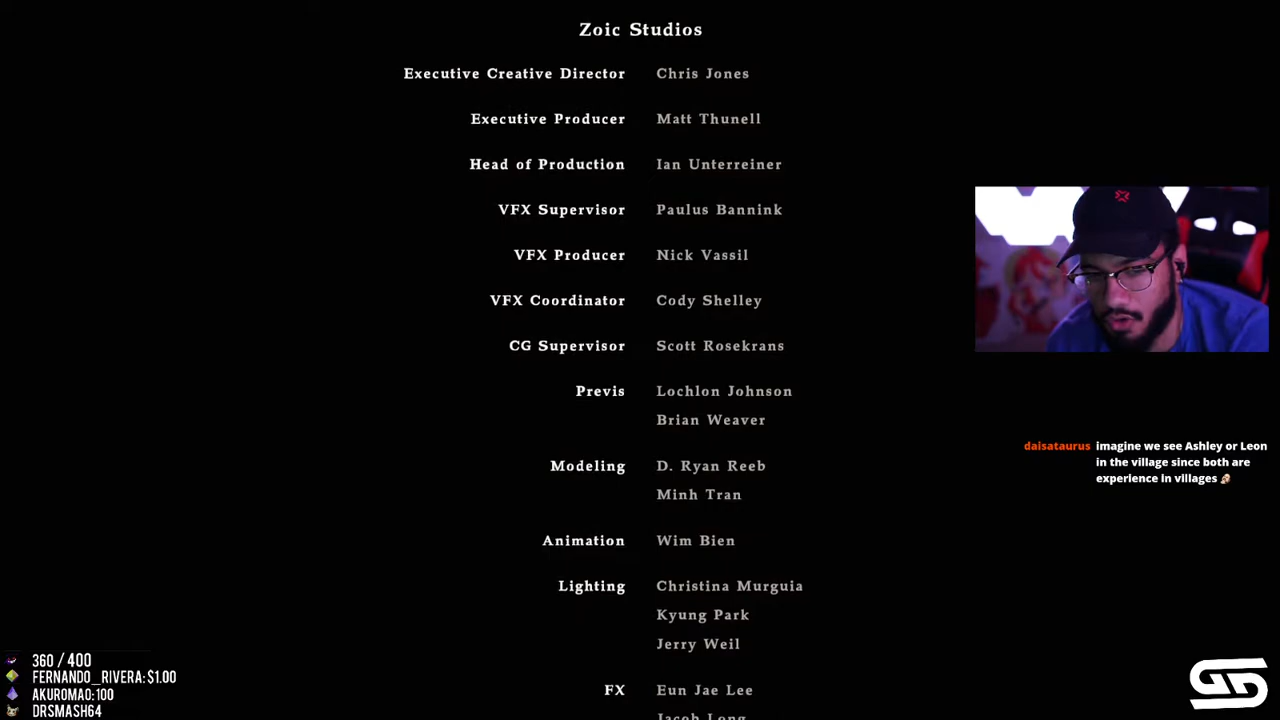 Zoic Studios
Executive Creative Director Chris Jones
Executive Producer Matt Thunell
Head of Production Ian Unterreiner
VFX Supervisor Paulus Bannink
VFX Producer Nick Vassil
VFX Coordinator Cody Shelley
CG Supervisor Scott Rosekrans
Previs Lochlon Johnson
Brian Weaver
Modeling D. Ryan Reeb
Minh Tran
Animation Wim Bien
Lighting Christina Murguia
Kyung Park
Jerry Weil
FX Eun Jae Lee
Jacob Long
daisataurus imagine we see Ashley or Leon
in the village since both are
experience in villages
360 / 400
FERNANDO_RIVERA: $1.00
AKUROMAO: 100
DRSMASH64